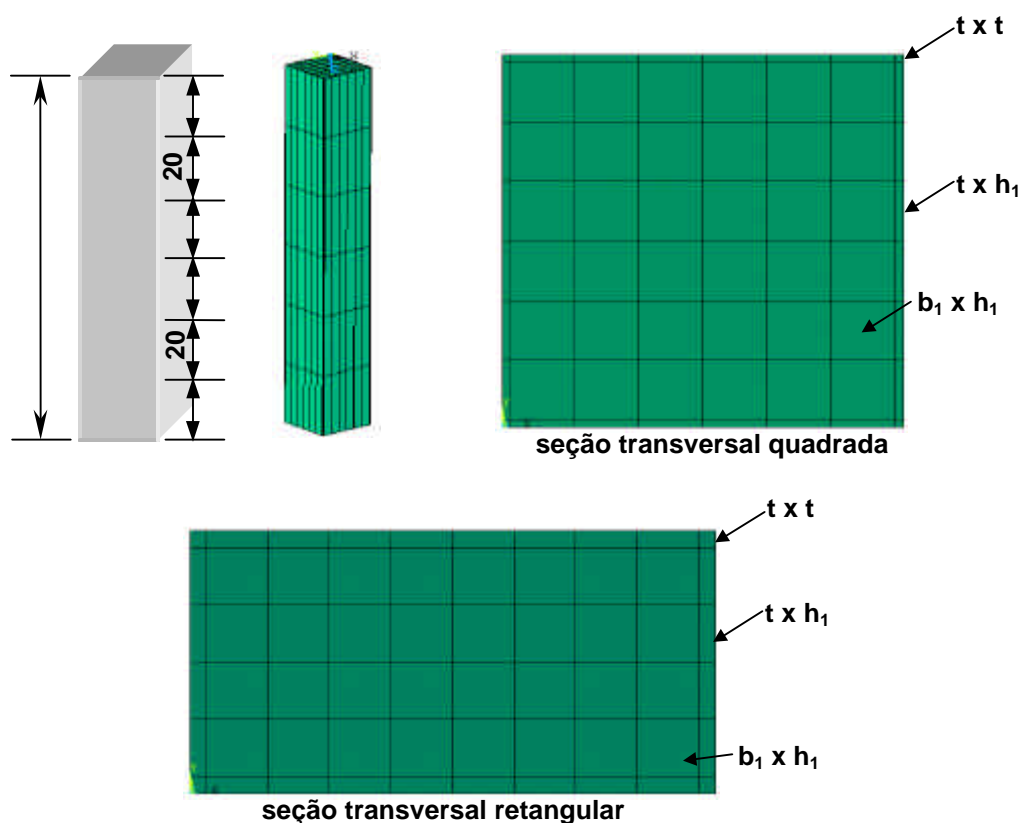 20
20
t x t
t x h₁
b₁ x h₁
seção transversal quadrada
t x t
t x h₁
b₁ x h₁
seção transversal retangular